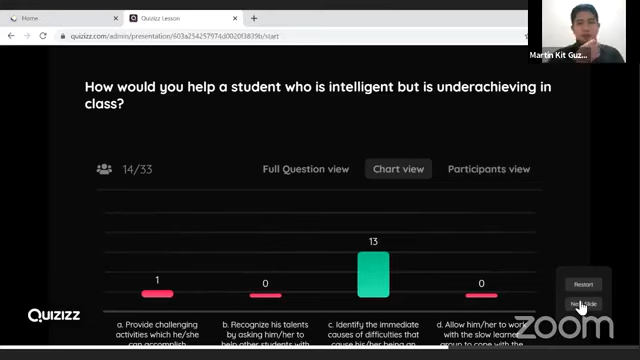 Home
Quizizz Lesson
quizizz.com/admin/presentation/603a254257974d0020f3839b/start
Martin Kit Guz...
How would you help a student who is intelligent but is underachieving in
class?
14/33
Full Question view
Chart view
Participants view
1
0
13
0
Restart
Slide
Quizizz
a. Provide challenging
activities which he/she
can accomplish
b. Recognize his talents
by asking him/her to
help other students with
c. Identify the immediate
causes of difficulties that
cause his/her being an
d. Allow him/her to work
with the slow learner
group to cope with the
zoom